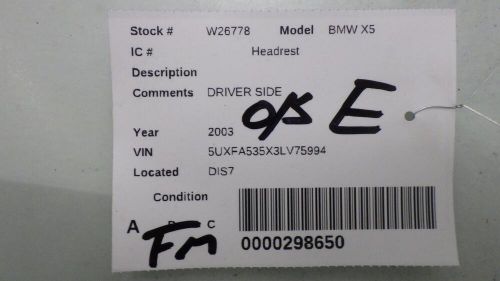 Stock # W26778 Model BMW X5
IC # Headrest
Description
Comments DRIVER SIDE
E
Year 2003
VIN 5UXFA535X3LV75994
Located DIS7
Condition
A B C
FM
0000298650